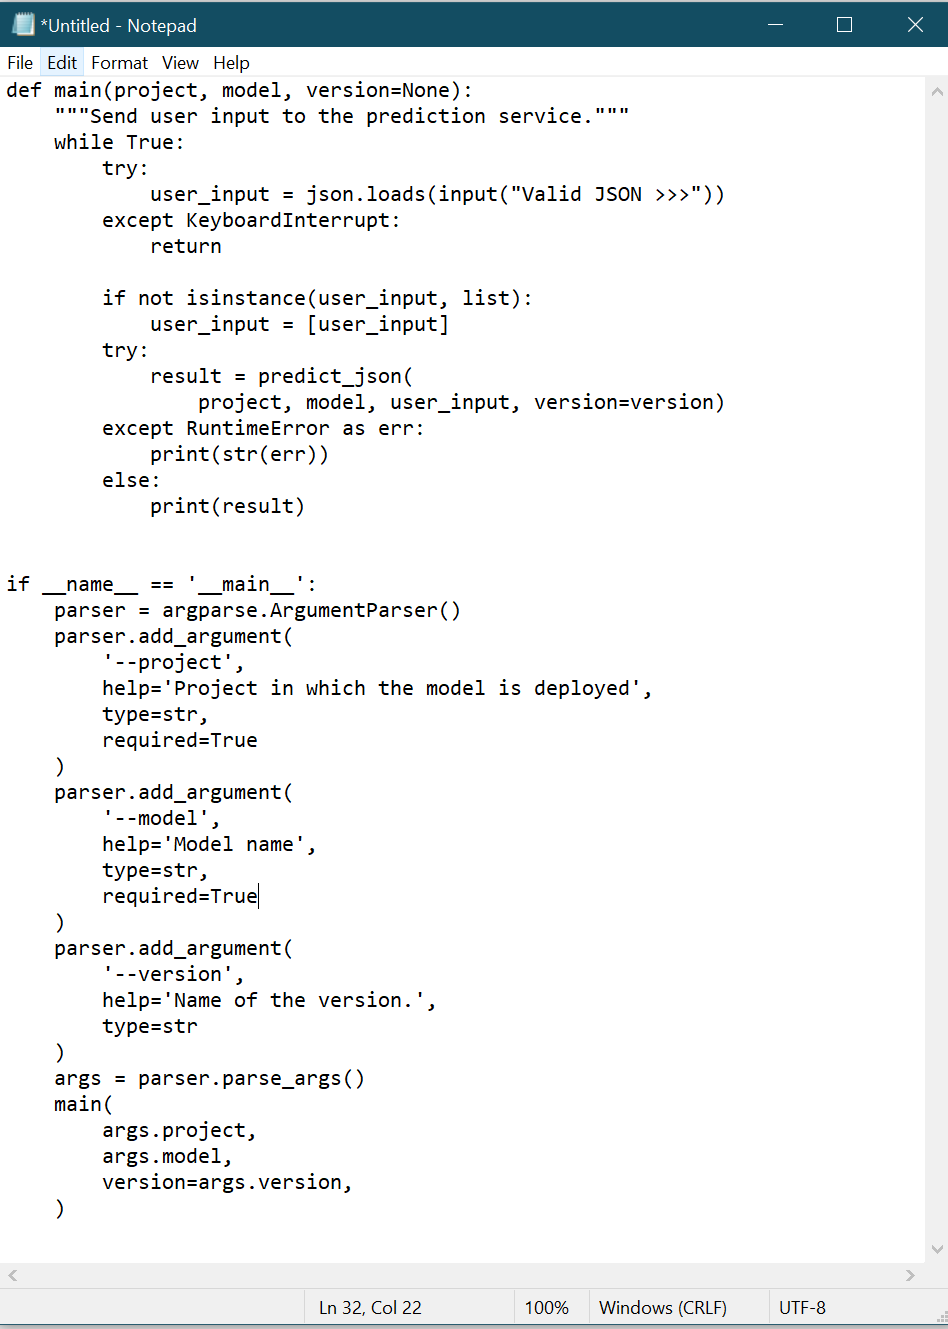 *Untitled - Notepad
File Edit Format View Help
def main(project, model, version=None):
    """Send user input to the prediction service."""
    while True:
        try:
            user_input = json.loads(input("Valid JSON >>>"))
        except KeyboardInterrupt:
            return

        if not isinstance(user_input, list):
            user_input = [user_input]
        try:
            result = predict_json(
                project, model, user_input, version=version)
        except RuntimeError as err:
            print(str(err))
        else:
            print(result)


if __name__ == '__main__':
    parser = argparse.ArgumentParser()
    parser.add_argument(
        '--project',
        help='Project in which the model is deployed',
        type=str,
        required=True
    )
    parser.add_argument(
        '--model',
        help='Model name',
        type=str,
        required=True
    )
    parser.add_argument(
        '--version',
        help='Name of the version.',
        type=str
    )
    args = parser.parse_args()
    main(
        args.project,
        args.model,
        version=args.version,
    )
Ln 32, Col 22 100% Windows (CRLF) UTF-8